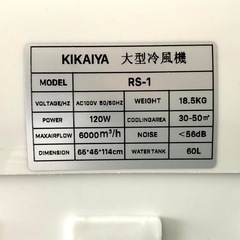 KIKAIYA 大型冷風機
MODEL RS-1
VOLTAGE/HZ AC100V 50/60HZ WEIGHT 18.5KG
POWER 120W COOLINGAREA 30-50㎡
MAXAIRFLOW 6000m³/h NOISE <56dB
DIMENSION 65*45*114cm WATER TANK 60L